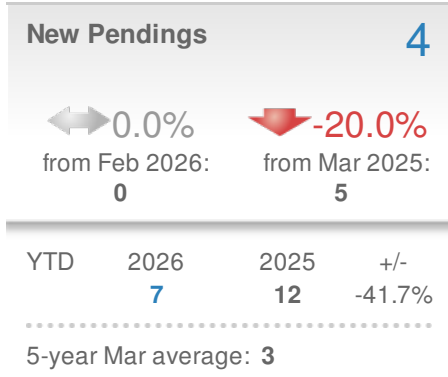 New Pendings 4
0.0% -20.0%
from Feb 2026: from Mar 2025:
0 5
YTD 2026 2025 +/-
7 12 -41.7%
5-year Mar average: 3